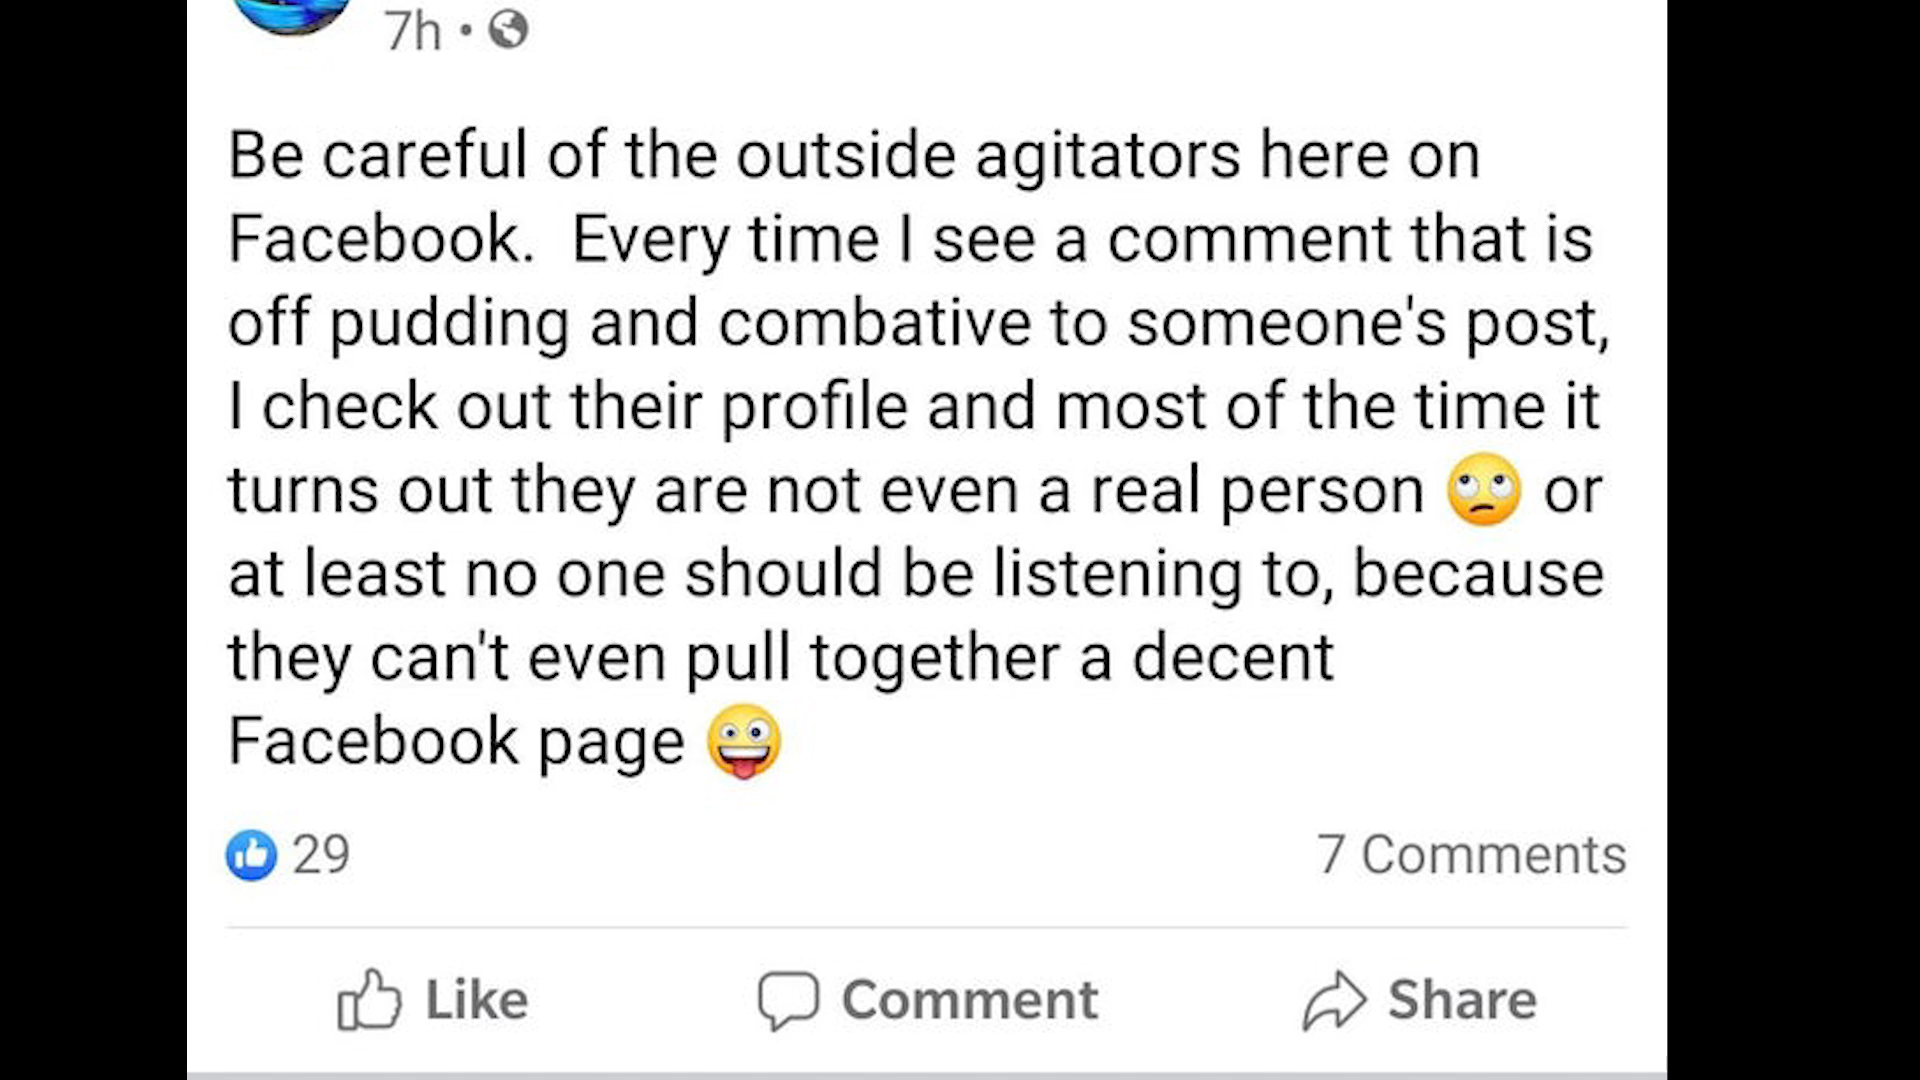 7h •
Be careful of the outside agitators here on
Facebook.  Every time I see a comment that is
off pudding and combative to someone's post,
I check out their profile and most of the time it
turns out they are not even a real person 🙄 or
at least no one should be listening to, because
they can't even pull together a decent
Facebook page 🤪
29
7 Comments
Like
Comment
Share